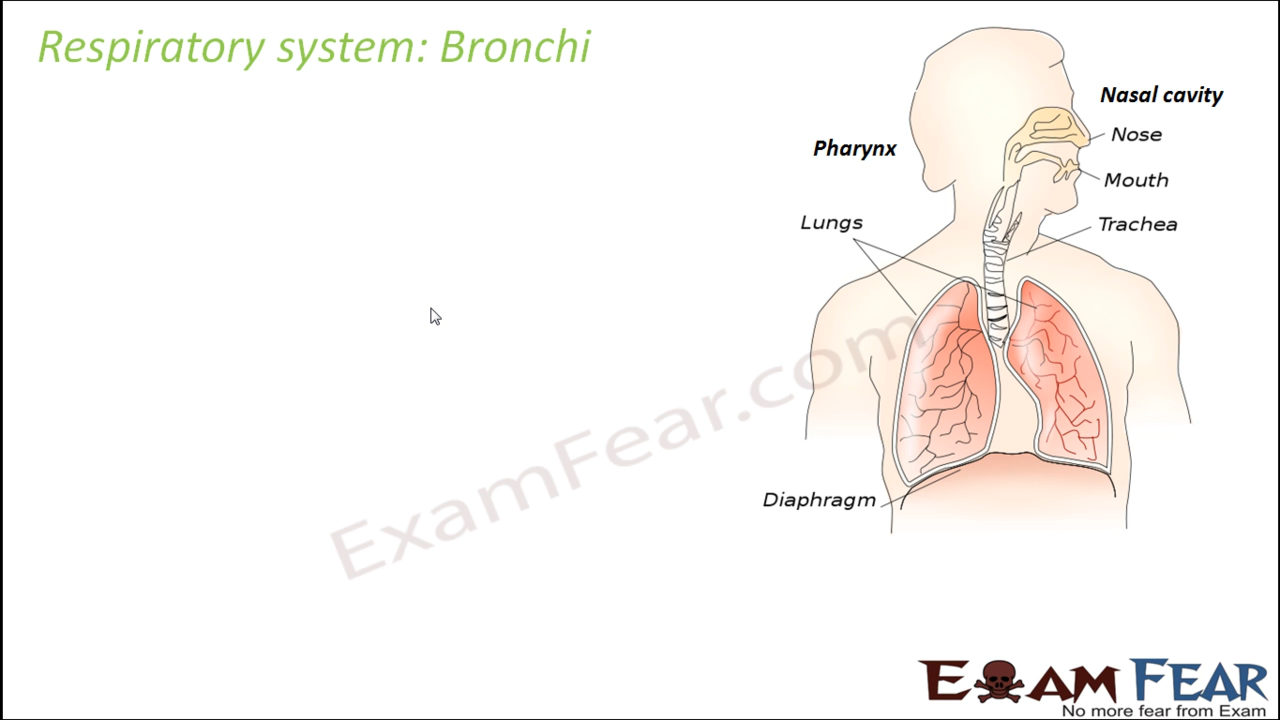 Respiratory system: Bronchi
Nasal cavity
Nose
Pharynx
Mouth
Lungs
Trachea
ExamFear.com
Diaphragm
EXAM FEAR
No more fear from Exam